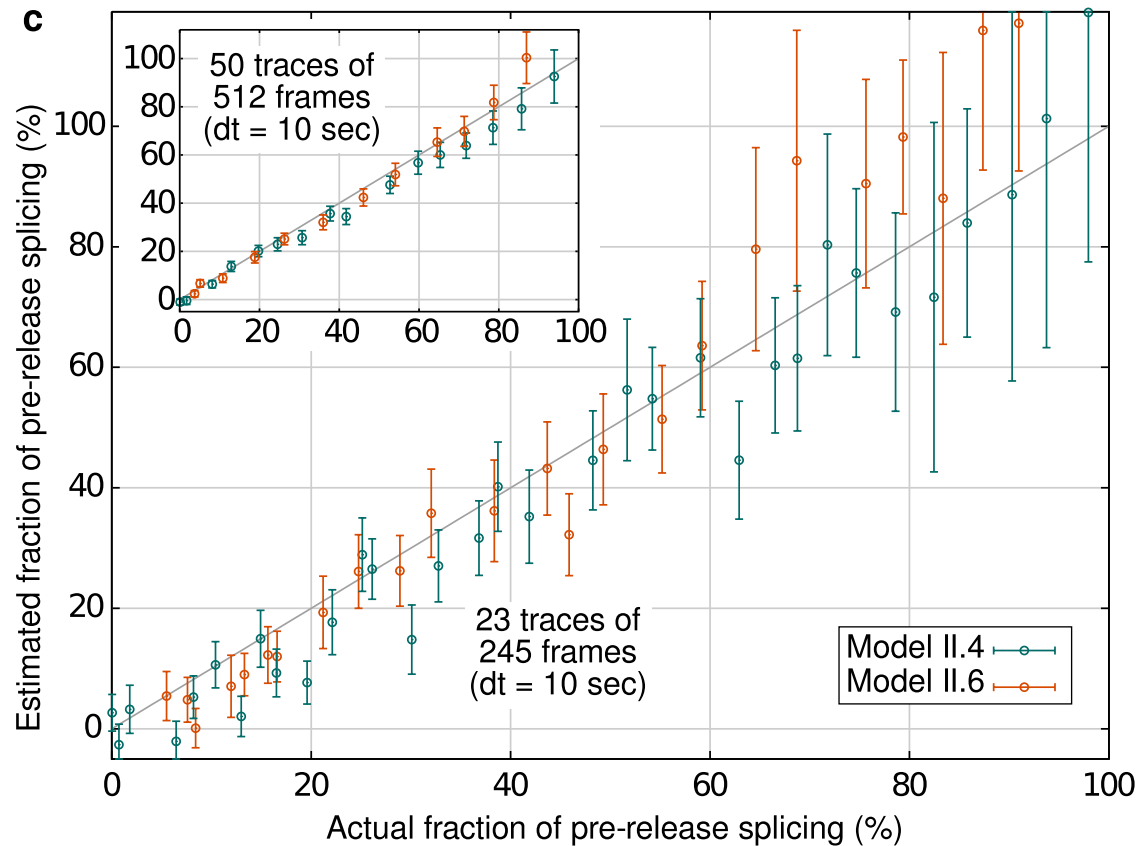 c
Estimated fraction of pre-release splicing (%)
100
80
60
40
20
0
50 traces of
512 frames
(dt = 10 sec)
100
80
60
40
20
0
0 20 40 60 80 100
23 traces of
245 frames
(dt = 10 sec)
Model II.4
Model II.6
0 20 40 60 80 100
Actual fraction of pre-release splicing (%)